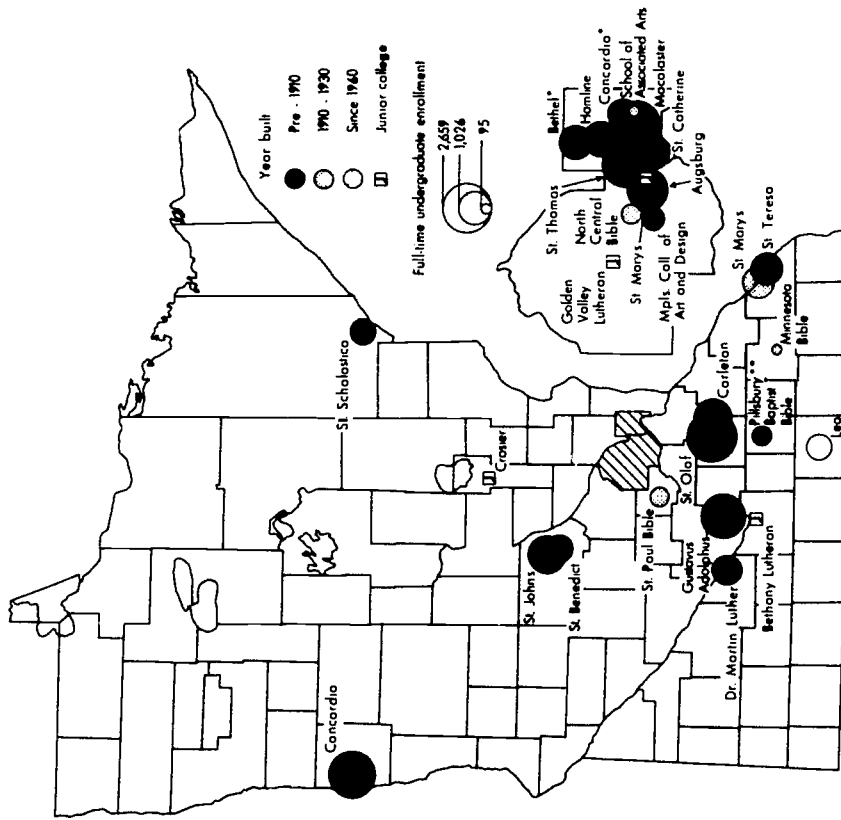 Year built
Pre - 1910
1910 - 1930
Since 1960
J Junior college
Full-time undergraduate enrollment
2,659
1,026
95
Concordia
St. Scholastica
Crosier
J
St. Johns
St. Benedict
St. Paul Bible
Gustavus
Adolphus
Dr. Martin Luther
Bethany Lutheran
J
St. Olaf
Carleton
Pillsbury**
Baptist
Bible
Minnesota
Bible
St Marys
St Teresa
Bethel*
Hamline
Concordia*
School of
Associated Arts
Macalaster
St. Catherine
Augsburg
J
St. Thomas
North
Central
Bible
St Marys
J
Golden
Valley
Lutheran
Mpls. Coll. of
Art and Design